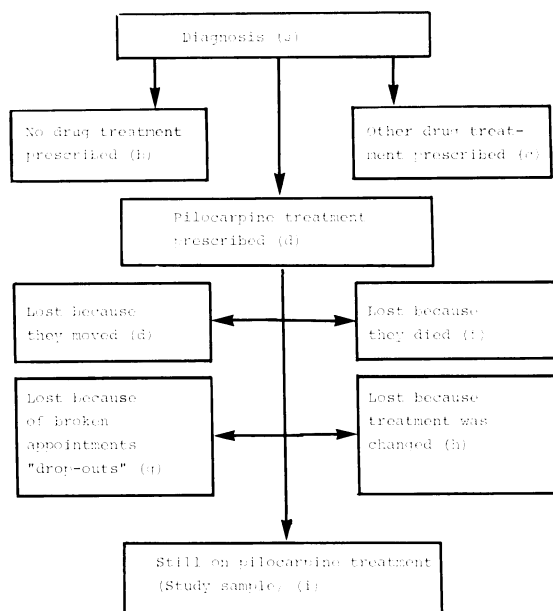 Diagnosis (a)
No drug treatment
prescribed (b)
Other drug treat-
ment prescribed (c)
Pilocarpine treatment
prescribed (d)
Lost because
they moved (d)
Lost because
they died (f)
Lost because
of broken
appointments
"drop-outs" (g)
Lost because
treatment was
changed (h)
Still on pilocarpine treatment
(Study sample) (i)